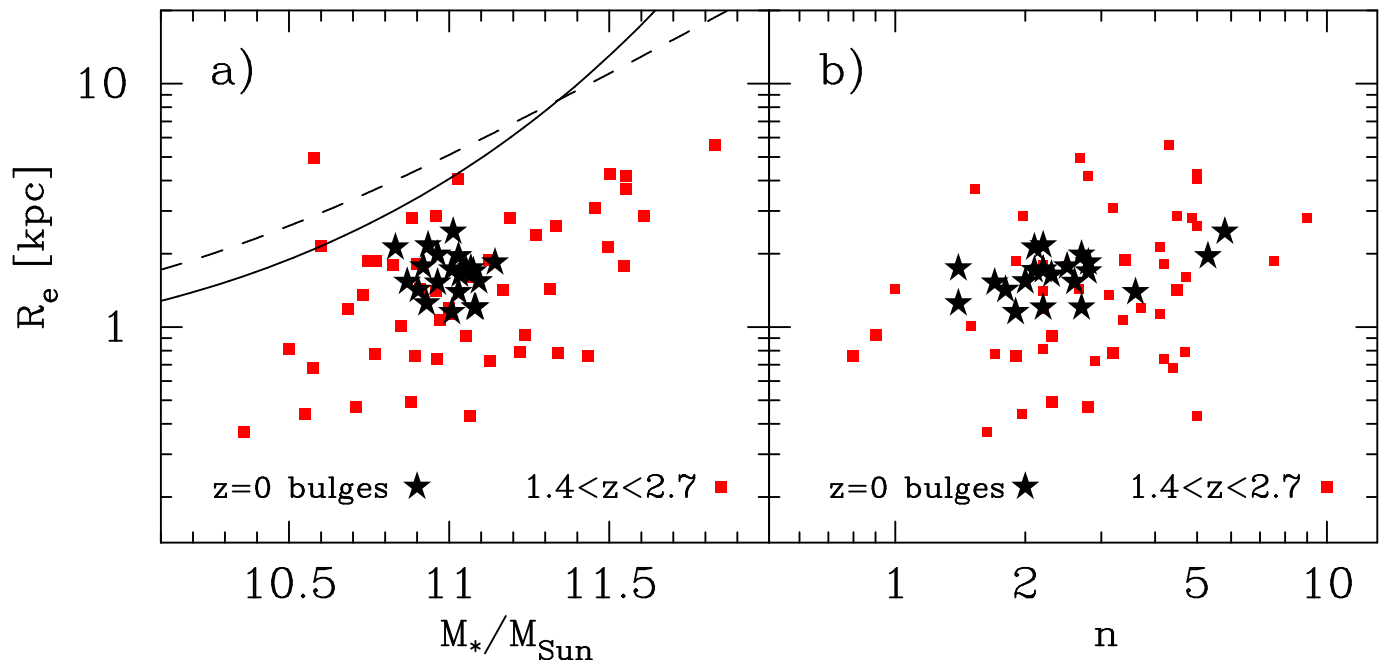 a)
b)
10
1
R_e [kpc]
z=0 bulges
1.4<z<2.7
z=0 bulges
1.4<z<2.7
10.5
11
11.5
1
2
5
10
M_*/M_Sun
n